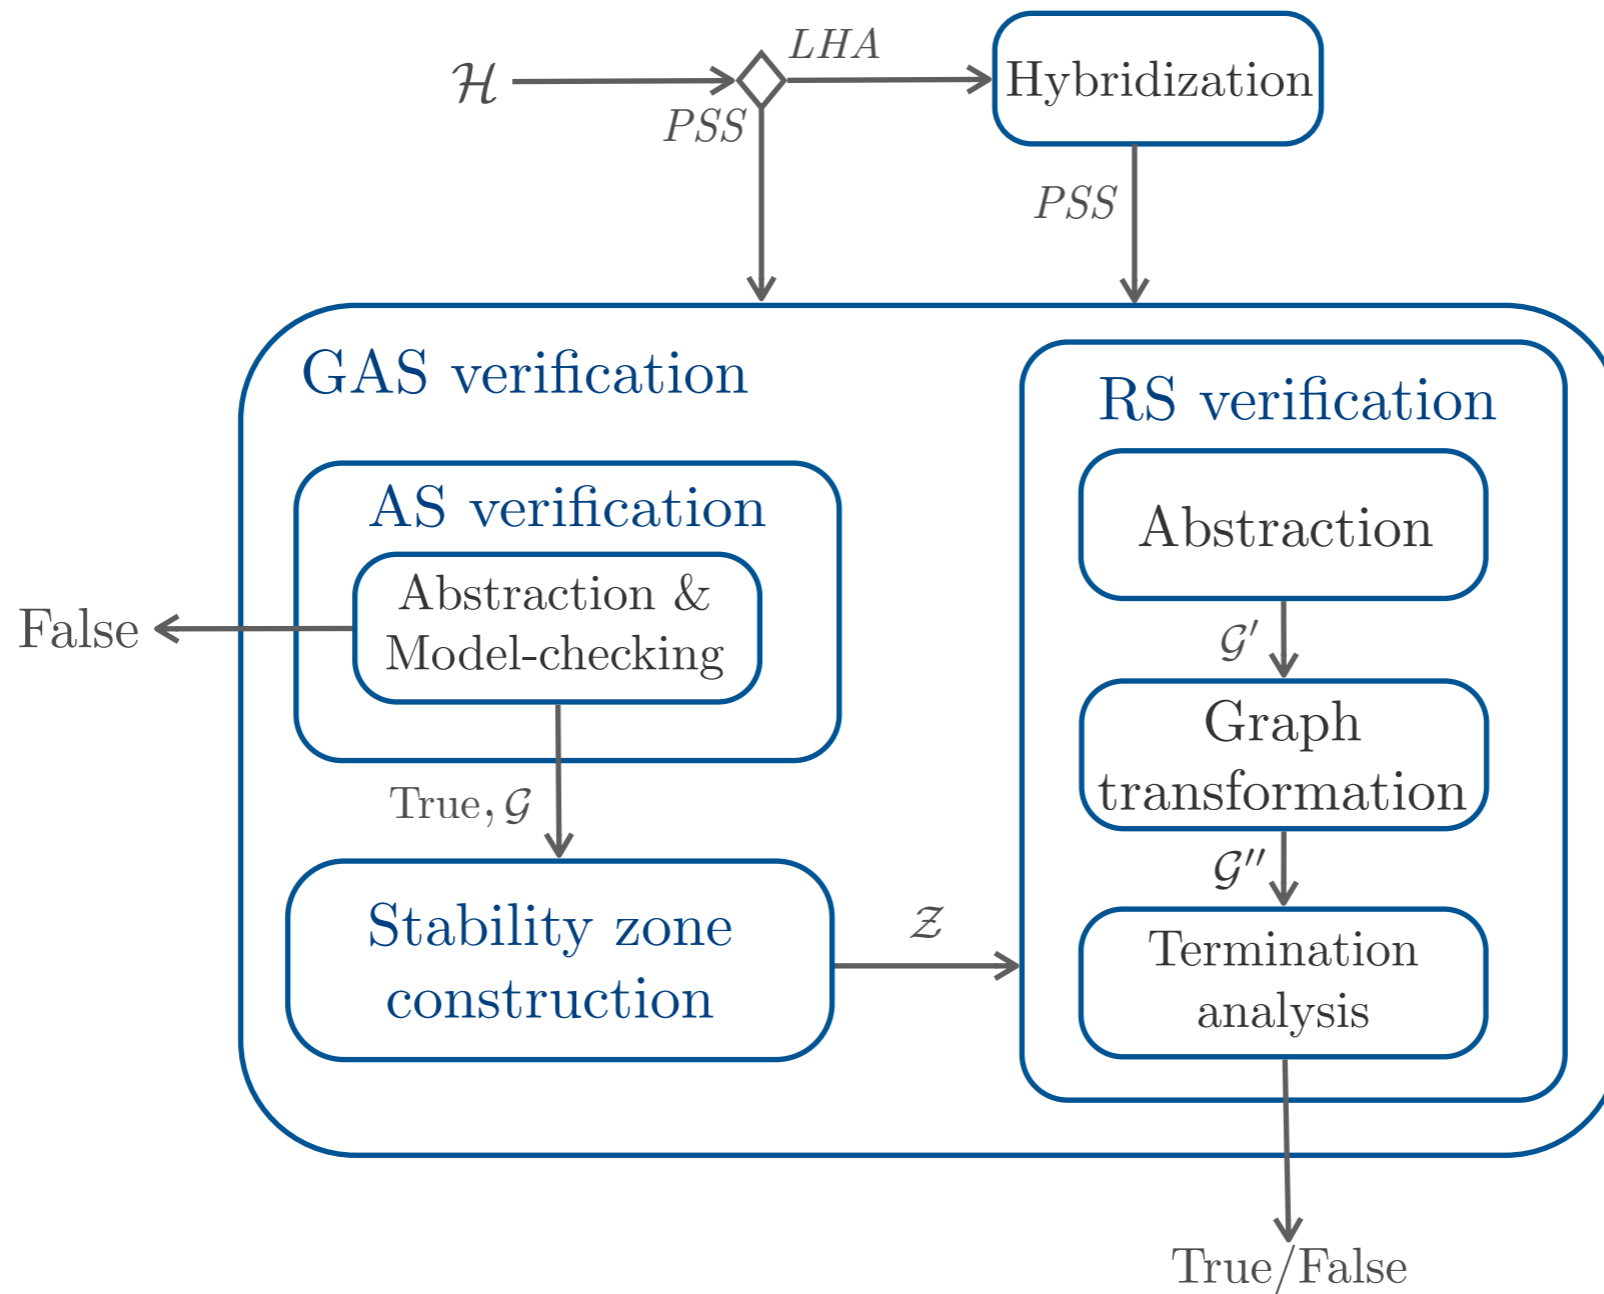 LHA
ℋ
Hybridization
PSS
PSS
GAS verification
RS verification
AS verification
Abstraction
Abstraction &
Model-checking
False
𝒢′
Graph
transformation
True, 𝒢
𝒢″
Stability zone
construction
𝒵
Termination
analysis
True/False